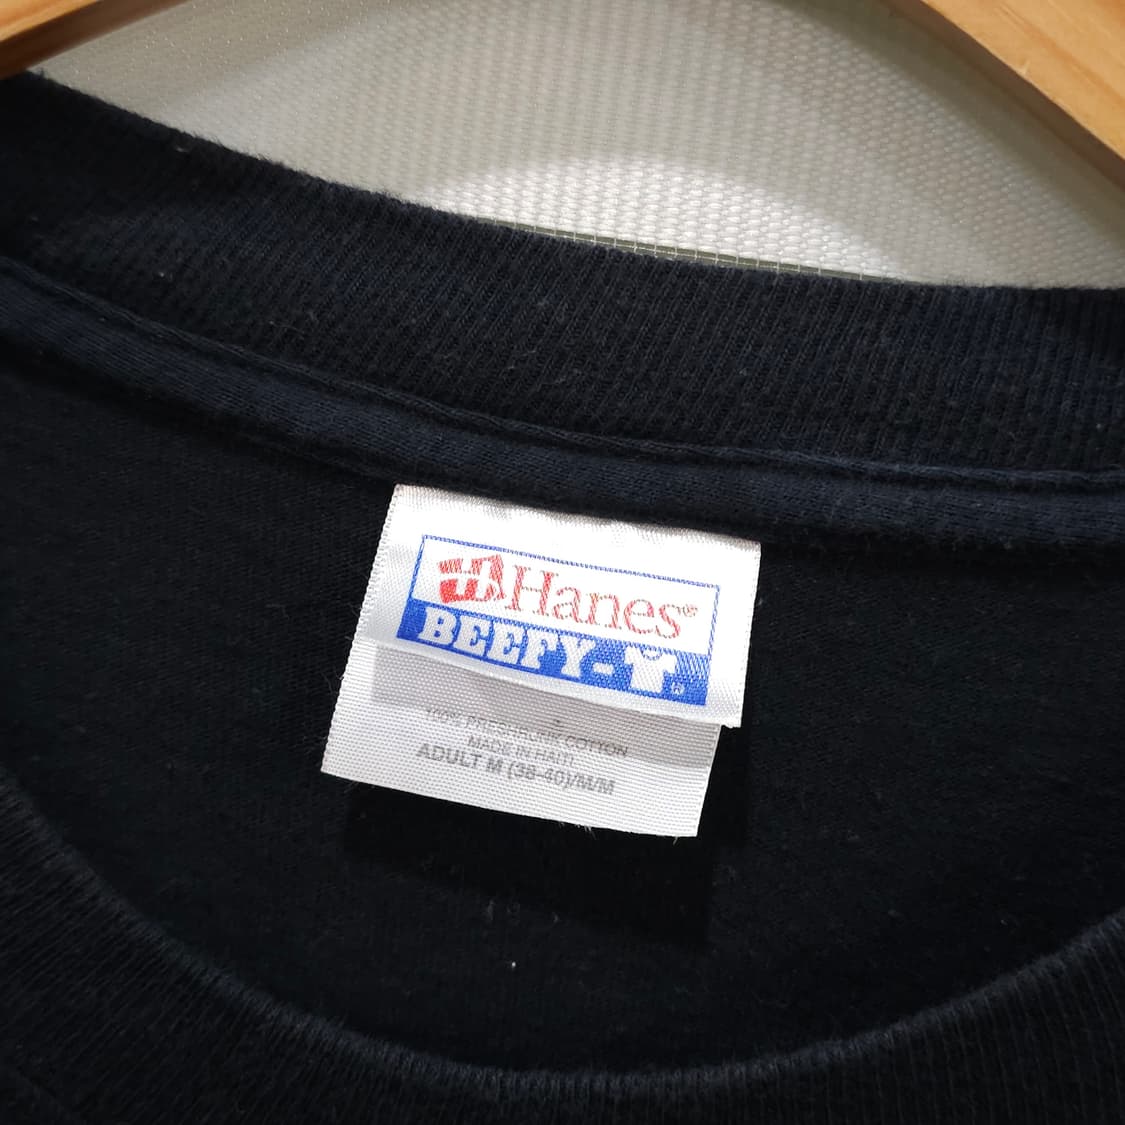 Hanes®
BEEFY-T®
100% PRESHRUNK COTTON
MADE IN HAITI
ADULT M (38-40)/M/M